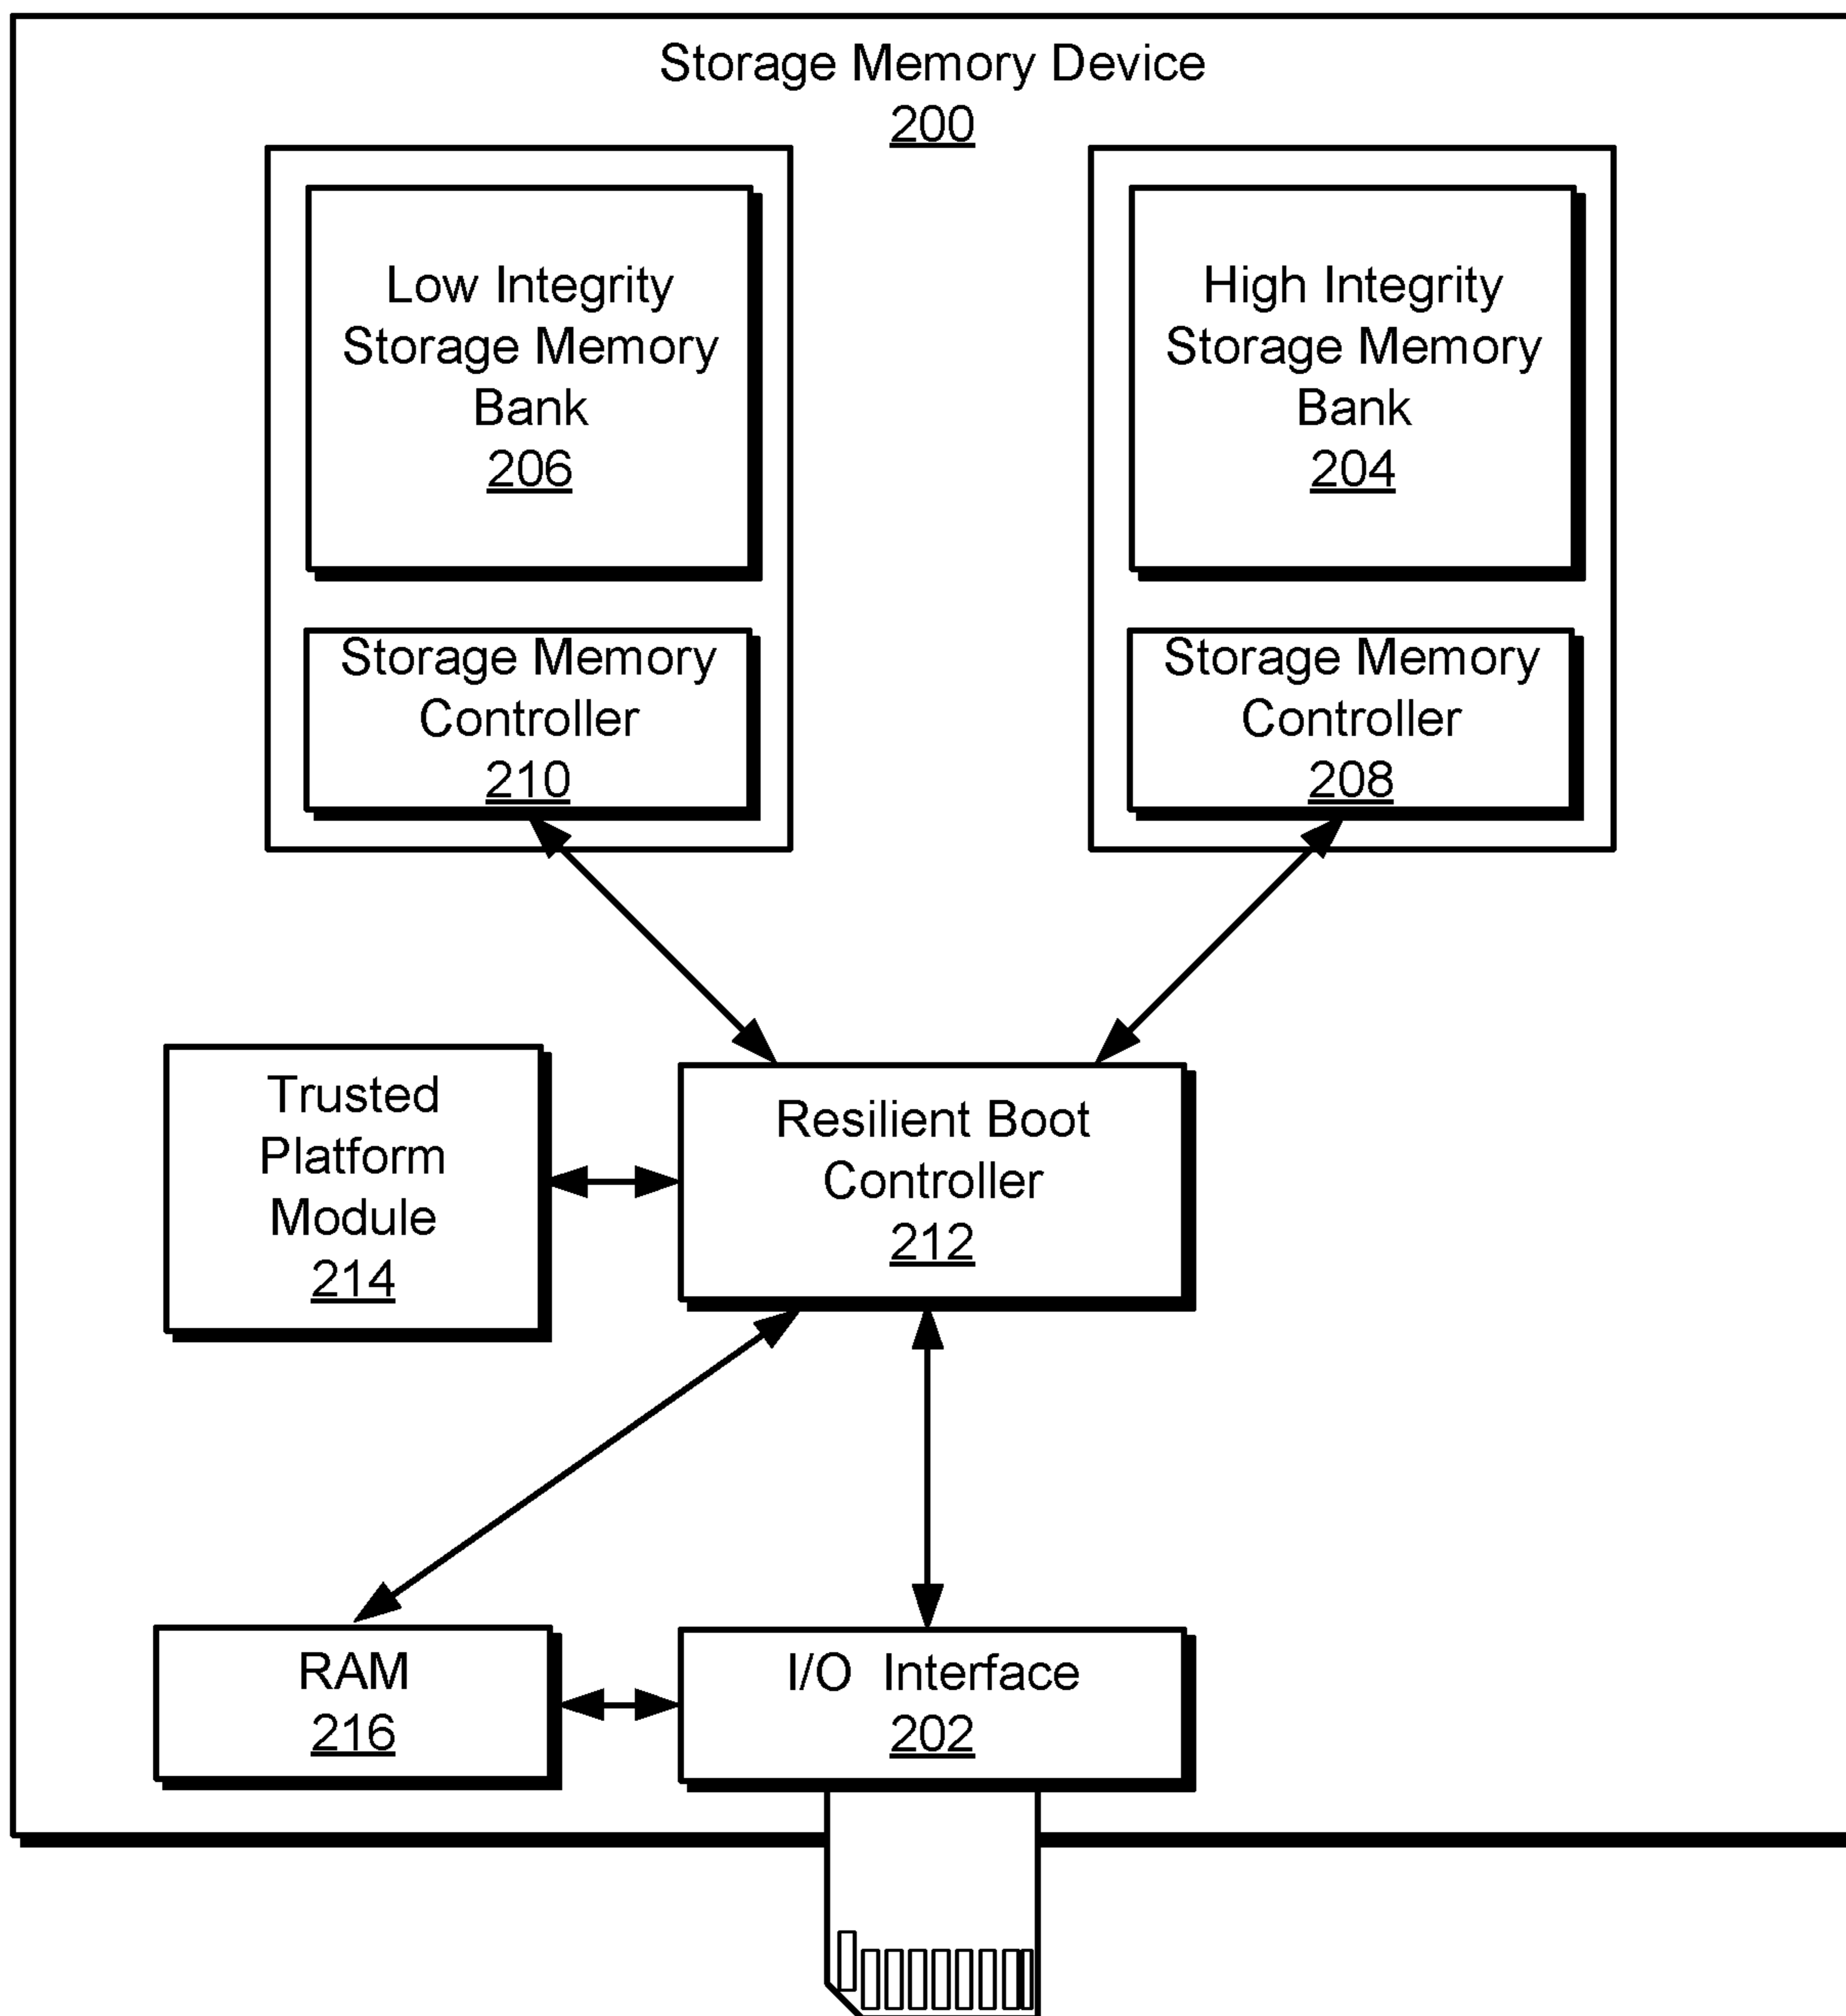 Storage Memory Device
200
Low Integrity
Storage Memory
Bank
206
High Integrity
Storage Memory
Bank
204
Storage Memory
Controller
210
Storage Memory
Controller
208
Trusted
Platform
Module
214
Resilient Boot
Controller
212
RAM
216
I/O Interface
202